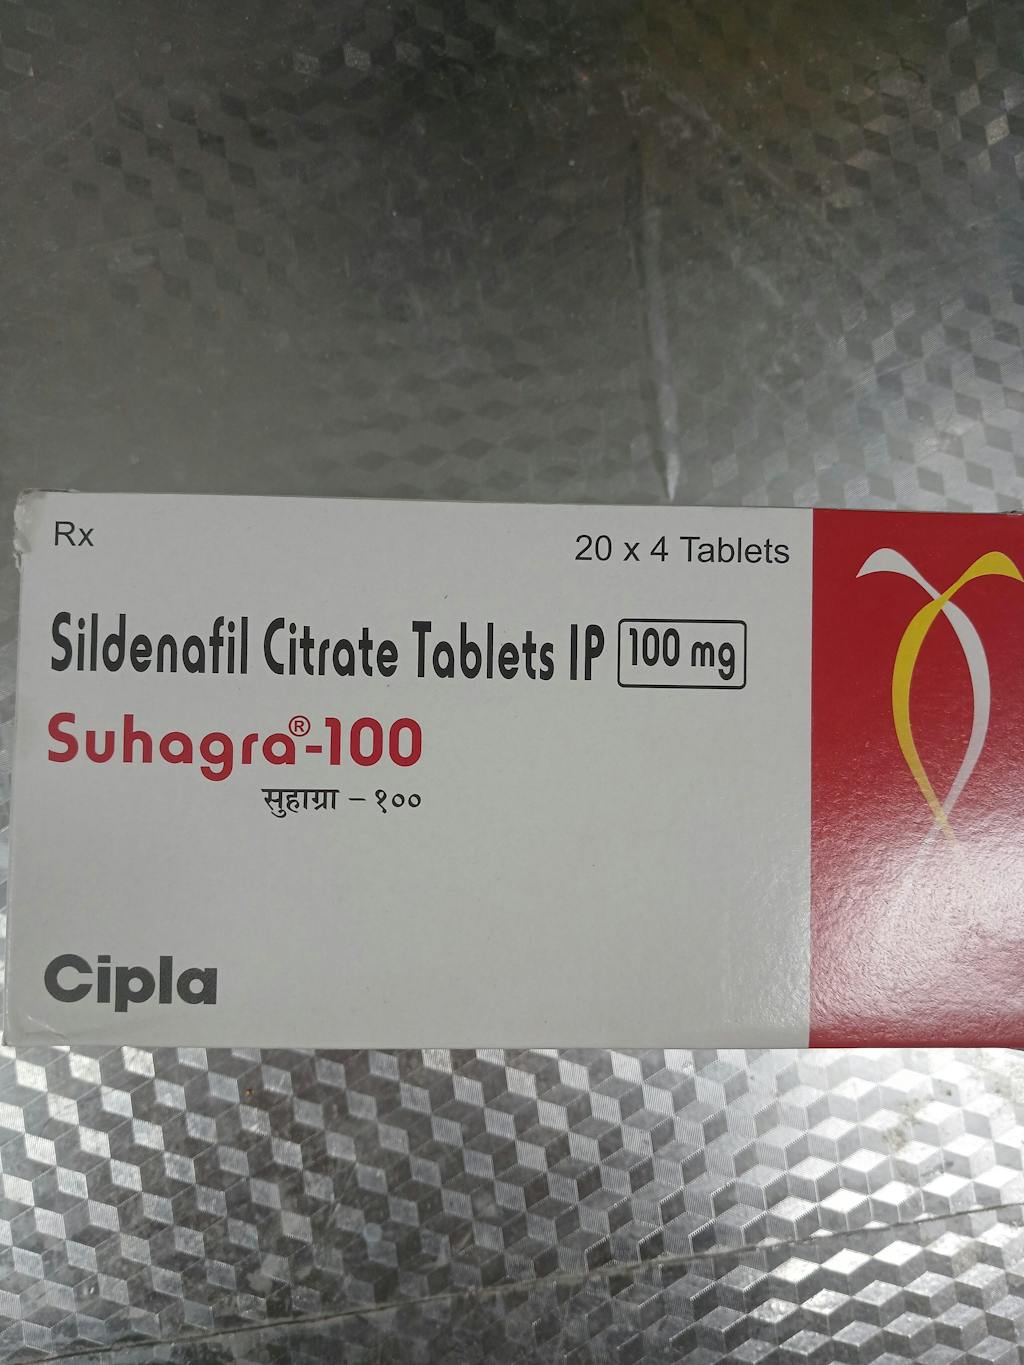 Rx
20 x 4 Tablets
Sildenafil Citrate Tablets IP 100 mg
Suhagra®-100
सुहाग्रा – १००
Cipla